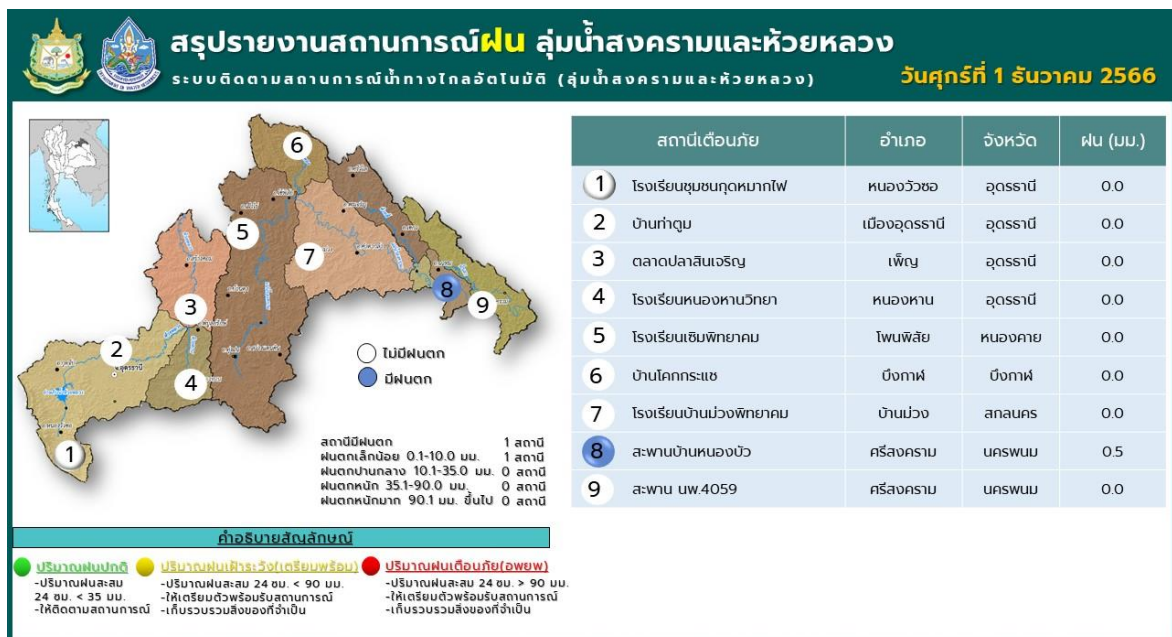 สรุปรายงานสถานการณ์ฝน ลุ่มน้ำสงครามและห้วยหลวง
ระบบติดตามสถานการณ์น้ำทางไกลอัตโนมัติ (ลุ่มน้ำสงครามและห้วยหลวง)
วันศุกร์ที่ 1 ธันวาคม 2566
6
5
7
8
9
3
2
4
1
ไม่มีฝนตก
มีฝนตก
สถานีมีฝนตก 1 สถานี
ฝนตกเล็กน้อย 0.1-10.0 มม. 1 สถานี
ฝนตกปานกลาง 10.1-35.0 มม. 0 สถานี
ฝนตกหนัก 35.1-90.0 มม. 0 สถานี
ฝนตกหนักมาก 90.1 มม. ขึ้นไป 0 สถานี
สถานีเตือนภัย อำเภอ จังหวัด ฝน (มม.)
1 โรงเรียนชุมชนกุดหมากไฟ หนองวัวซอ อุดรธานี 0.0
2 บ้านท่าตูม เมืองอุดรธานี อุดรธานี 0.0
3 ตลาดปลาสินเจริญ เพ็ญ อุดรธานี 0.0
4 โรงเรียนหนองหานวิทยา หนองหาน อุดรธานี 0.0
5 โรงเรียนเซิมพิทยาคม โพนพิสัย หนองคาย 0.0
6 บ้านโคกกระแซ บึงกาฬ บึงกาฬ 0.0
7 โรงเรียนบ้านม่วงพิทยาคม บ้านม่วง สกลนคร 0.0
8 สะพานบ้านหนองบัว ศรีสงคราม นครพนม 0.5
9 สะพาน นพ.4059 ศรีสงคราม นครพนม 0.0
คำอธิบายสัญลักษณ์
ปริมาณฝนปกติ
-ปริมาณฝนสะสม
24 ชม. < 35 มม.
-ให้ติดตามสถานการณ์
ปริมาณฝนเฝ้าระวัง(เตรียมพร้อม)
-ปริมาณฝนสะสม 24 ชม. < 90 มม.
-ให้เตรียมตัวพร้อมรับสถานการณ์
-เก็บรวบรวมสิ่งของที่จำเป็น
ปริมาณฝนเตือนภัย(อพยพ)
-ปริมาณฝนสะสม 24 ชม. > 90 มม.
-ให้เตรียมตัวพร้อมรับสถานการณ์
-เก็บรวบรวมสิ่งของที่จำเป็น